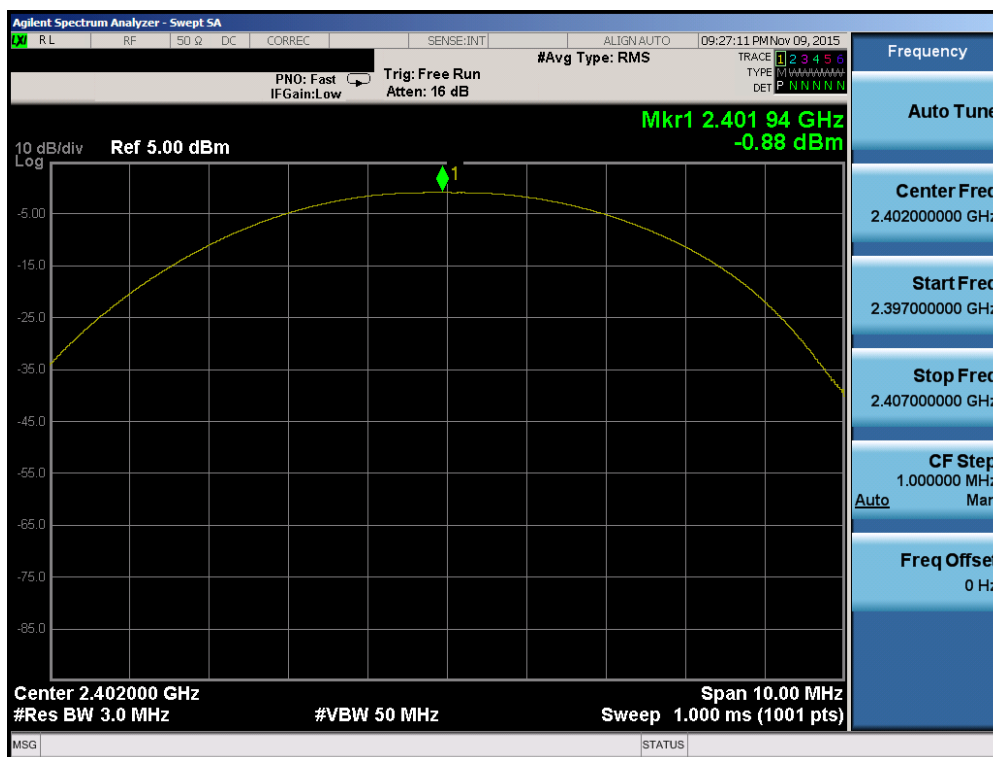 Agilent Spectrum Analyzer - Swept SA
LXI RL RF 50 Ω DC CORREC SENSE:INT ALIGN AUTO 09:27:11 PM Nov 09, 2015
#Avg Type: RMS TRACE 1 2 3 4 5 6
PNO: Fast Trig: Free Run TYPE M
IFGain:Low Atten: 16 dB DET P N N N N N
Mkr1 2.401 94 GHz
-0.88 dBm
10 dB/div Ref 5.00 dBm
Log
1
-5.00
-15.0
-25.0
-35.0
-45.0
-55.0
-65.0
-75.0
-85.0
Center 2.402000 GHz Span 10.00 MHz
#Res BW 3.0 MHz #VBW 50 MHz Sweep 1.000 ms (1001 pts)
MSG STATUS
Frequency
Auto Tune
Center Freq
2.402000000 GHz
Start Freq
2.397000000 GHz
Stop Freq
2.407000000 GHz
CF Step
1.000000 MHz
Auto Man
Freq Offset
0 Hz